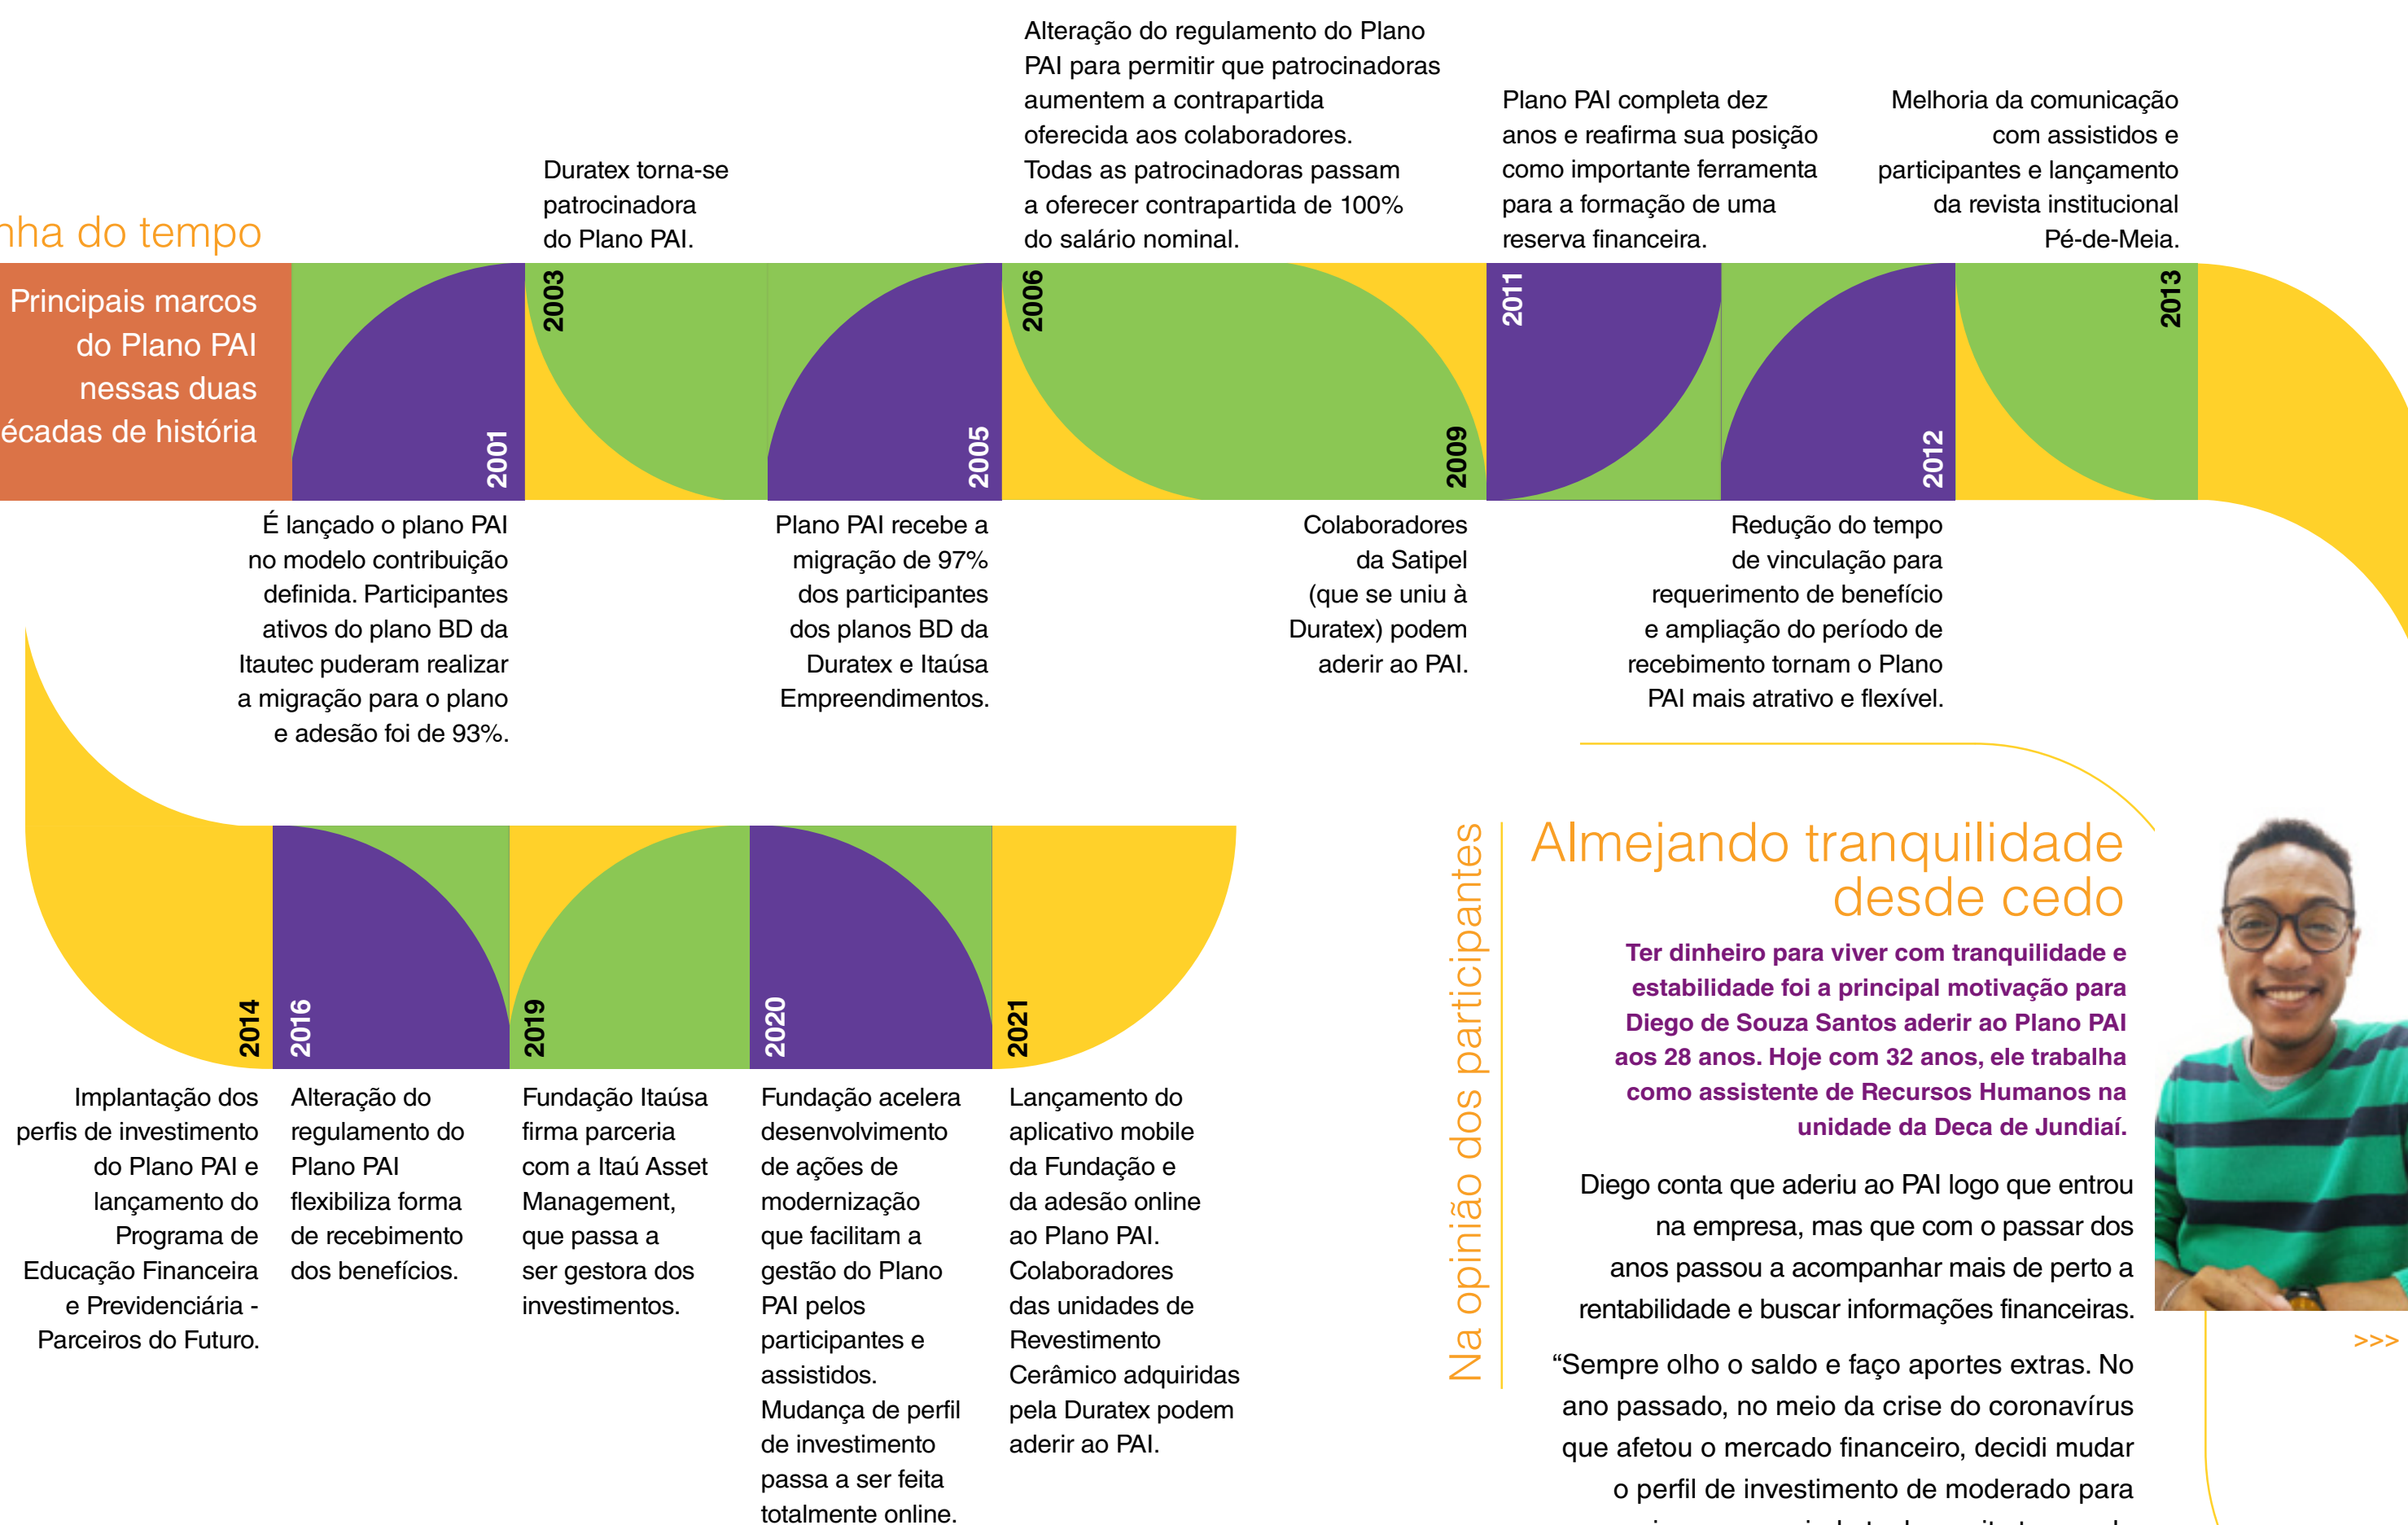 do tempo
Principais marcos
do Plano PAI
nessas duas
de história
2001
É lançado o plano PAI
no modelo contribuição
definida. Participantes
ativos do plano BD da
Itautec puderam realizar
a migração para o plano
e adesão foi de 93%.
2003
Duratex torna-se
patrocinadora
do Plano PAI.
2005
Plano PAI recebe a
migração de 97%
dos participantes
dos planos BD da
Duratex e Itaúsa
Empreendimentos.
2006
Alteração do regulamento do Plano
PAI para permitir que patrocinadoras
aumentem a contrapartida
oferecida aos colaboradores.
Todas as patrocinadoras passam
a oferecer contrapartida de 100%
do salário nominal.
2009
Colaboradores
da Satipel
(que se uniu à
Duratex) podem
aderir ao PAI.
2011
Plano PAI completa dez
anos e reafirma sua posição
como importante ferramenta
para a formação de uma
reserva financeira.
2012
Redução do tempo
de vinculação para
requerimento de benefício
e ampliação do período de
recebimento tornam o Plano
PAI mais atrativo e flexível.
2013
Melhoria da comunicação
com assistidos e
participantes e lançamento
da revista institucional
Pé-de-Meia.
2014
Implantação dos
perfis de investimento
do Plano PAI e
lançamento do
Programa de
Educação Financeira
e Previdenciária -
Parceiros do Futuro.
2016
Alteração do
regulamento do
Plano PAI
flexibiliza forma
de recebimento
dos benefícios.
2019
Fundação Itaúsa
firma parceria
com a Itaú Asset
Management,
que passa a
ser gestora dos
investimentos.
2020
Fundação acelera
desenvolvimento
de ações de
modernização
que facilitam a
gestão do Plano
PAI pelos
participantes e
assistidos.
Mudança de perfil
de investimento
passa a ser feita
totalmente online.
2021
Lançamento do
aplicativo mobile
da Fundação e
da adesão online
ao Plano PAI.
Colaboradores
das unidades de
Revestimento
Cerâmico adquiridas
pela Duratex podem
aderir ao PAI.
Na opinião dos participantes
Almejando tranquilidade
desde cedo
Ter dinheiro para viver com tranquilidade e
estabilidade foi a principal motivação para
Diego de Souza Santos aderir ao Plano PAI
aos 28 anos. Hoje com 32 anos, ele trabalha
como assistente de Recursos Humanos na
unidade da Deca de Jundiaí.
Diego conta que aderiu ao PAI logo que entrou
na empresa, mas que com o passar dos
anos passou a acompanhar mais de perto a
rentabilidade e buscar informações financeiras.
“Sempre olho o saldo e faço aportes extras. No
ano passado, no meio da crise do coronavírus
que afetou o mercado financeiro, decidi mudar
o perfil de investimento de moderado para
>>>